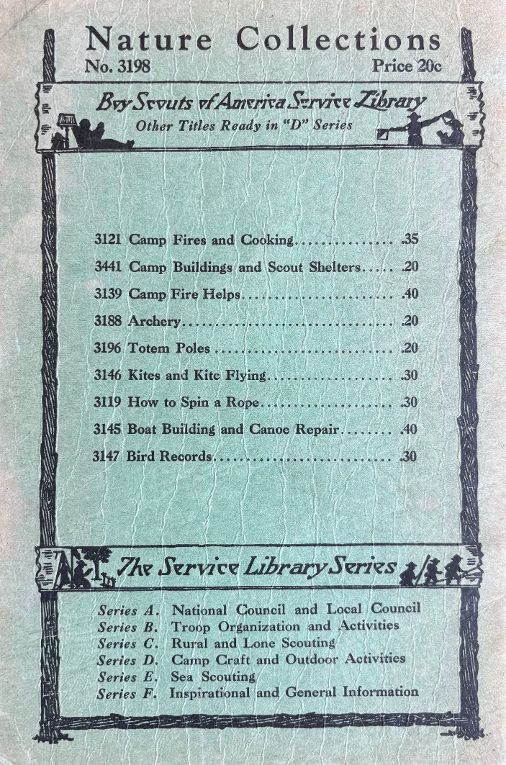 Nature Collections
No. 3198 Price 20c
Boy Scouts of America Service Library
Other Titles Ready in "D" Series
3121 Camp Fires and Cooking............... .35
3441 Camp Buildings and Scout Shelters..... .20
3139 Camp Fire Helps....................... .40
3188 Archery................................ .20
3196 Totem Poles ........................... .20
3146 Kites and Kite Flying.................. .30
3119 How to Spin a Rope.................... .30
3145 Boat Building and Canoe Repair........ .40
3147 Bird Records........................... .30
The Service Library Series
Series A. National Council and Local Council
Series B. Troop Organization and Activities
Series C. Rural and Lone Scouting
Series D. Camp Craft and Outdoor Activities
Series E. Sea Scouting
Series F. Inspirational and General Information